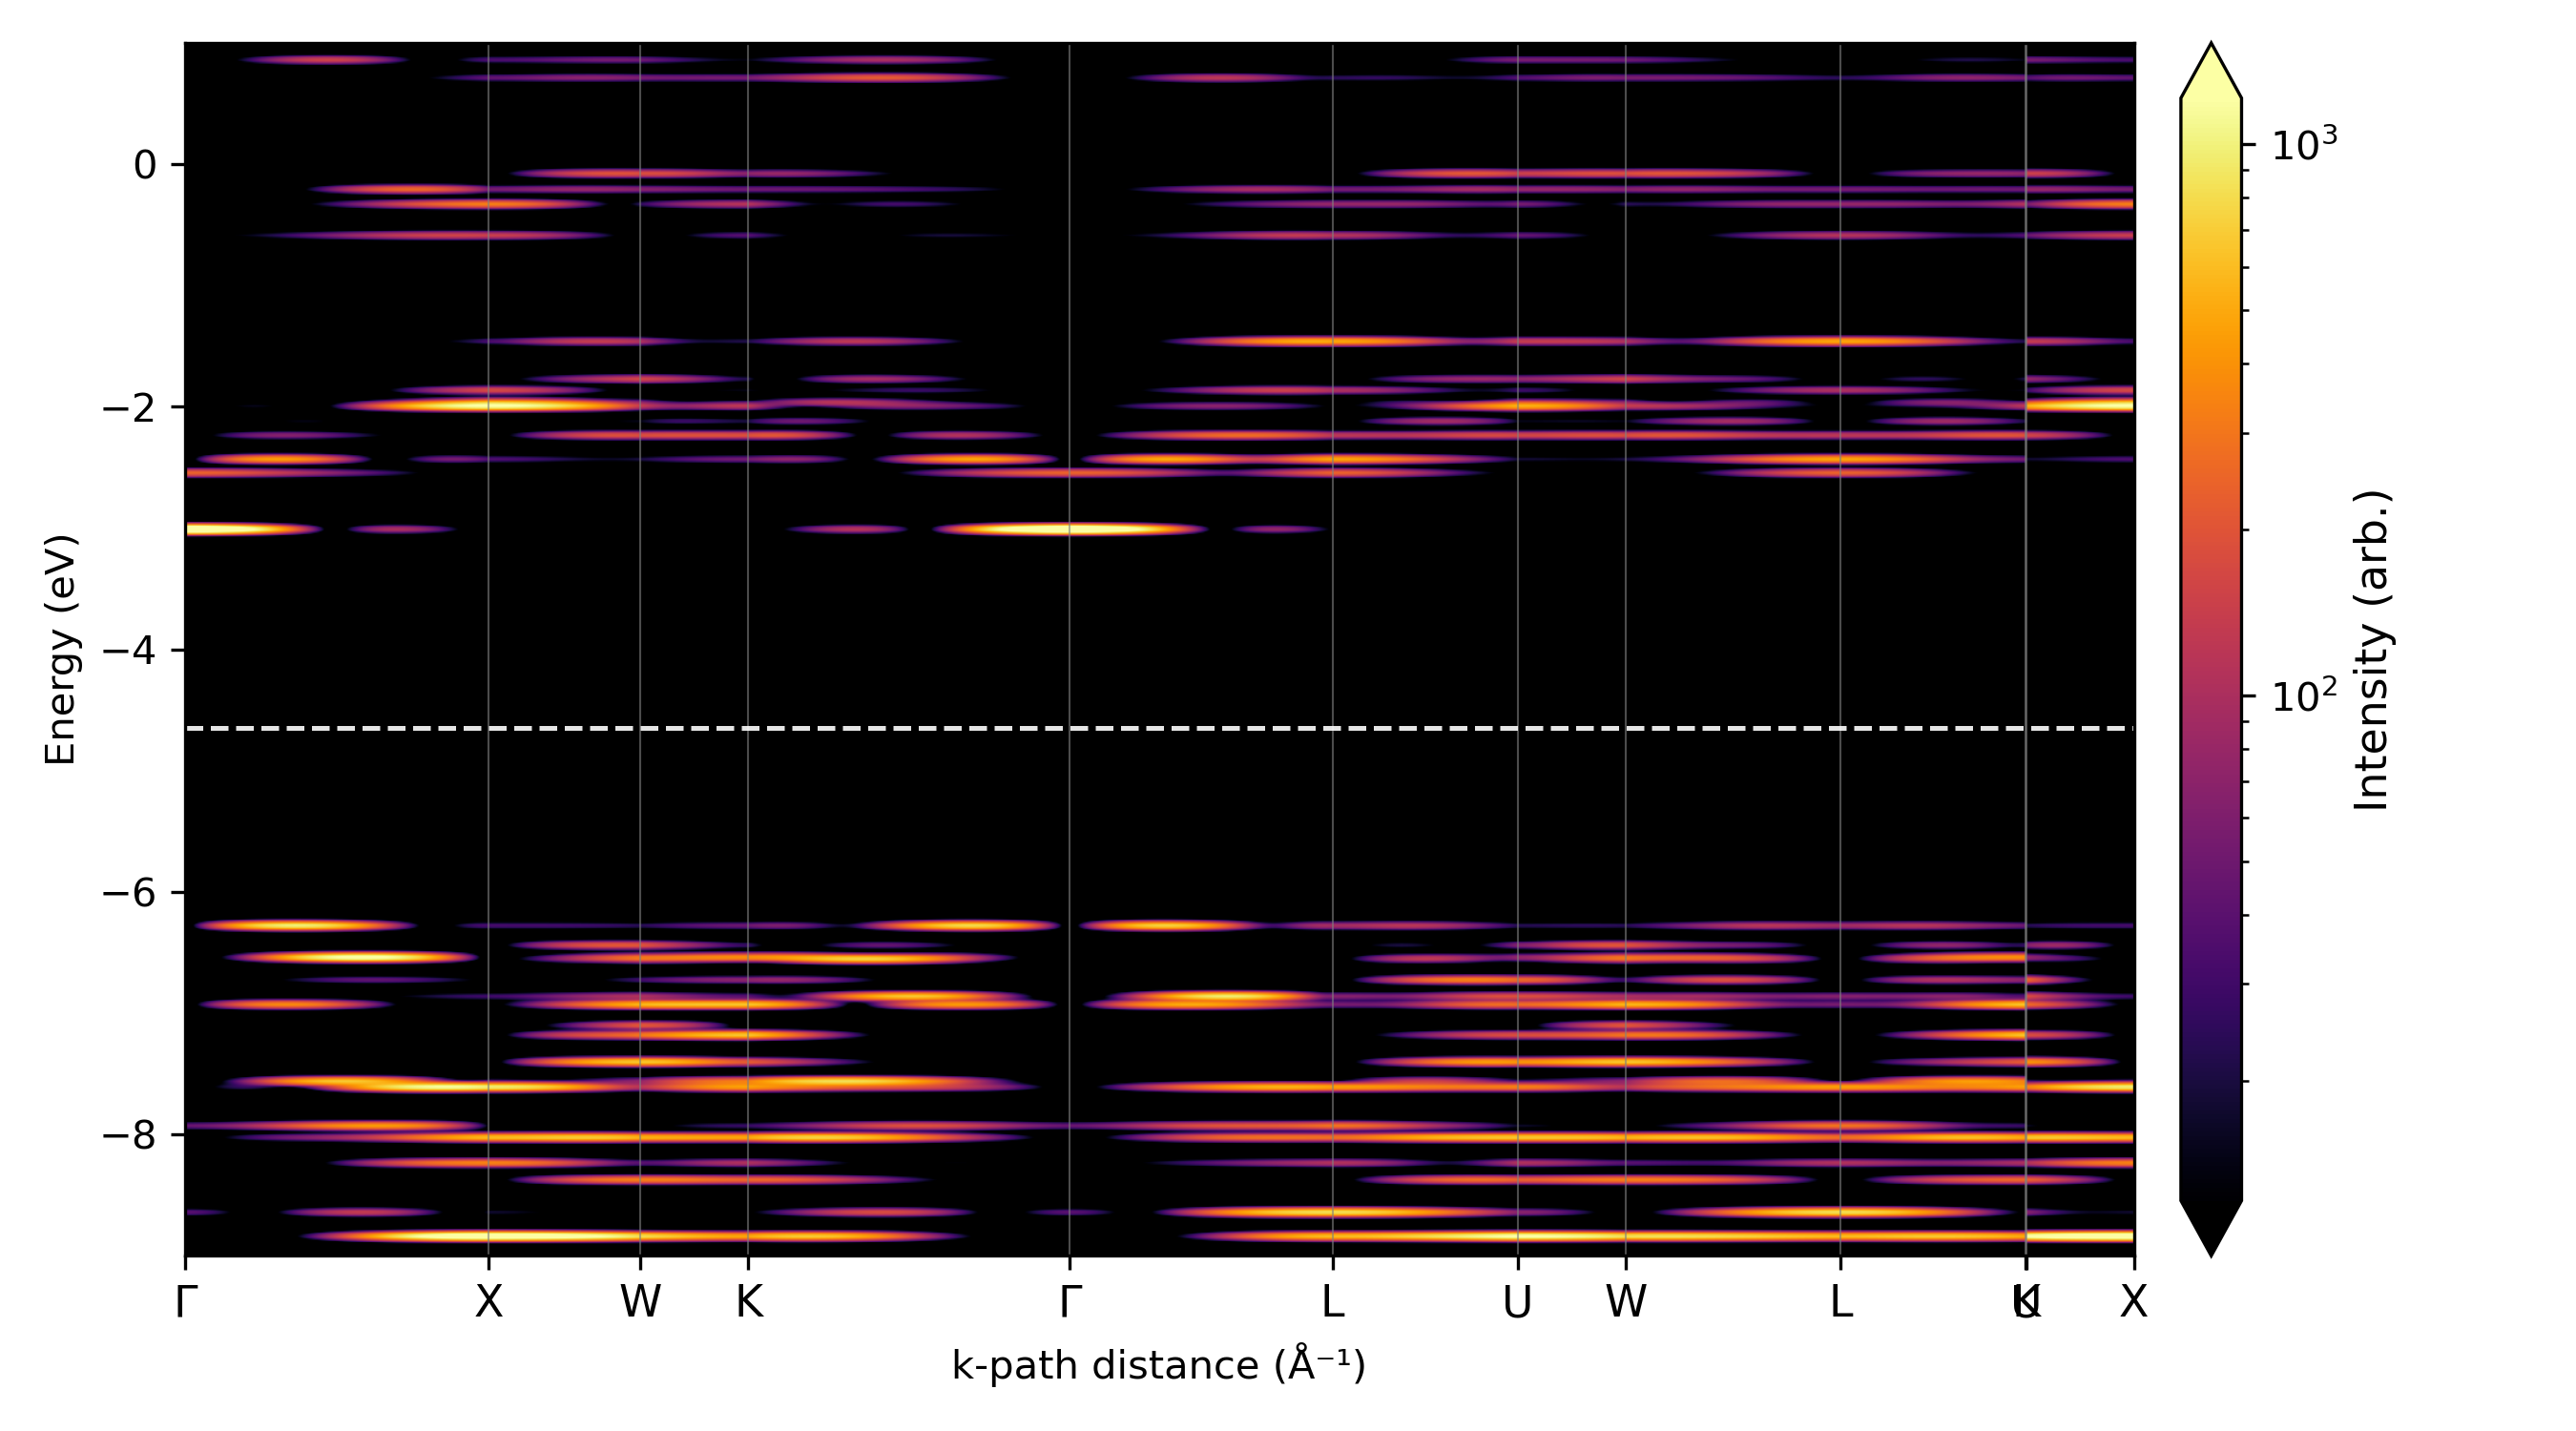 0
−2
−4
−6
−8
Energy (eV)
Γ X W K Γ L U W L U K X
k-path distance (Å⁻¹)
10³
10²
Intensity (arb.)